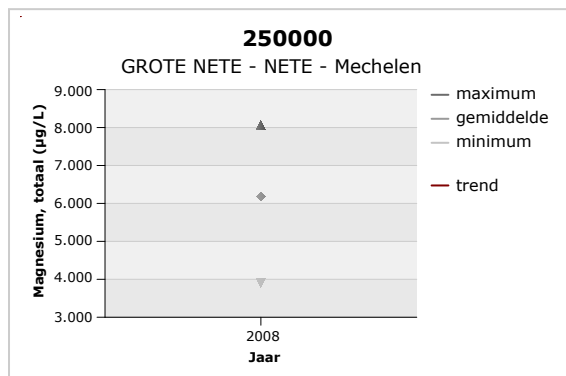 250000
GROTE NETE - NETE - Mechelen
9.000
8.000
7.000
6.000
5.000
4.000
3.000
Magnesium, totaal (µg/L)
2008
Jaar
maximum
gemiddelde
minimum
trend